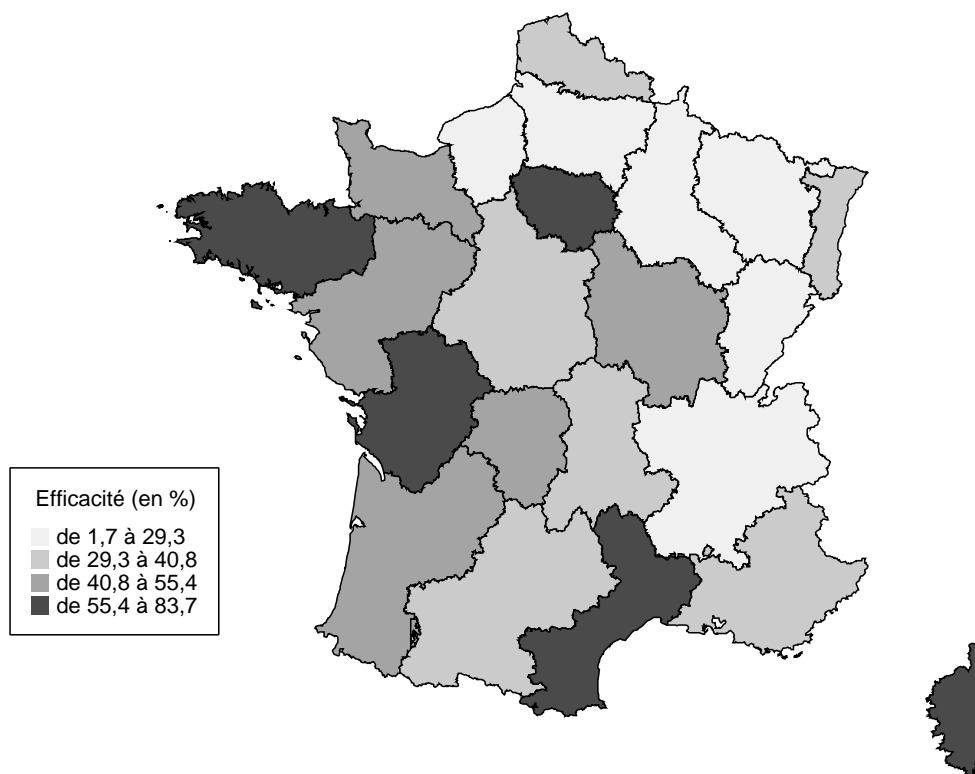 Efficacité (en %)
de 1,7 à 29,3
de 29,3 à 40,8
de 40,8 à 55,4
de 55,4 à 83,7